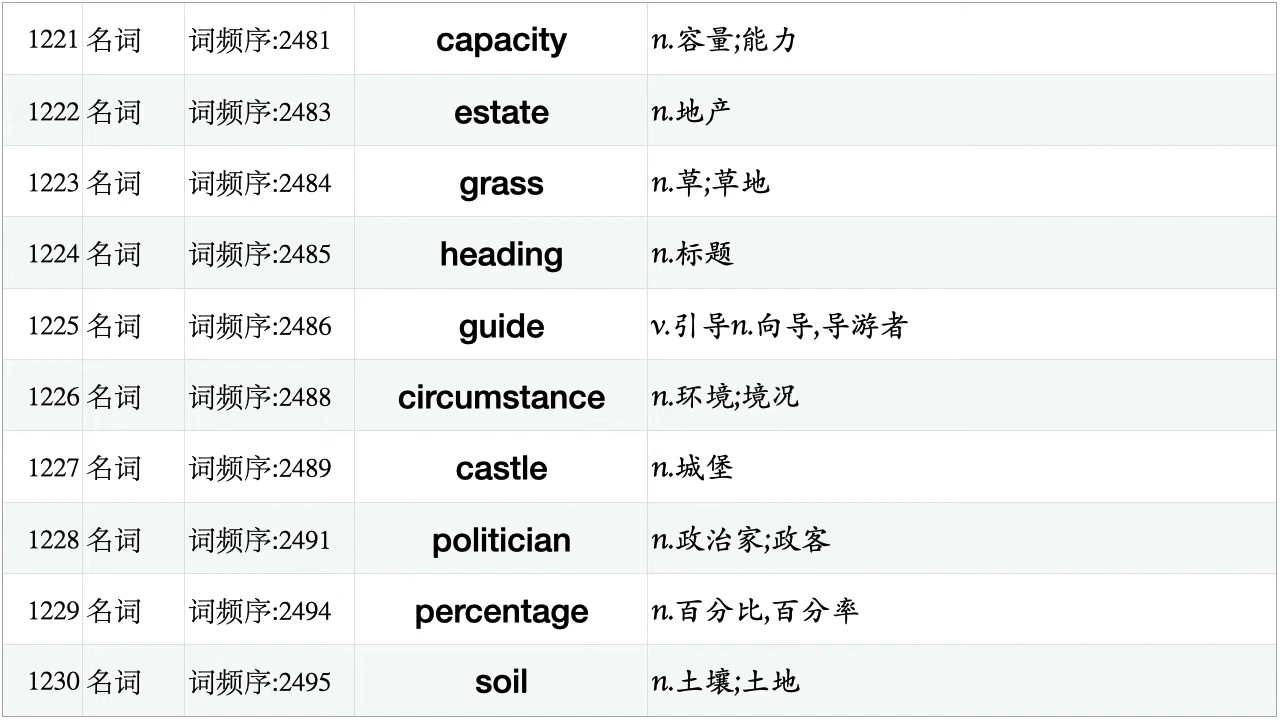 1221 名词 词频序:2481 capacity n.容量;能力
1222 名词 词频序:2483 estate n.地产
1223 名词 词频序:2484 grass n.草;草地
1224 名词 词频序:2485 heading n.标题
1225 名词 词频序:2486 guide v.引导n.向导,导游者
1226 名词 词频序:2488 circumstance n.环境;境况
1227 名词 词频序:2489 castle n.城堡
1228 名词 词频序:2491 politician n.政治家;政客
1229 名词 词频序:2494 percentage n.百分比,百分率
1230 名词 词频序:2495 soil n.土壤;土地